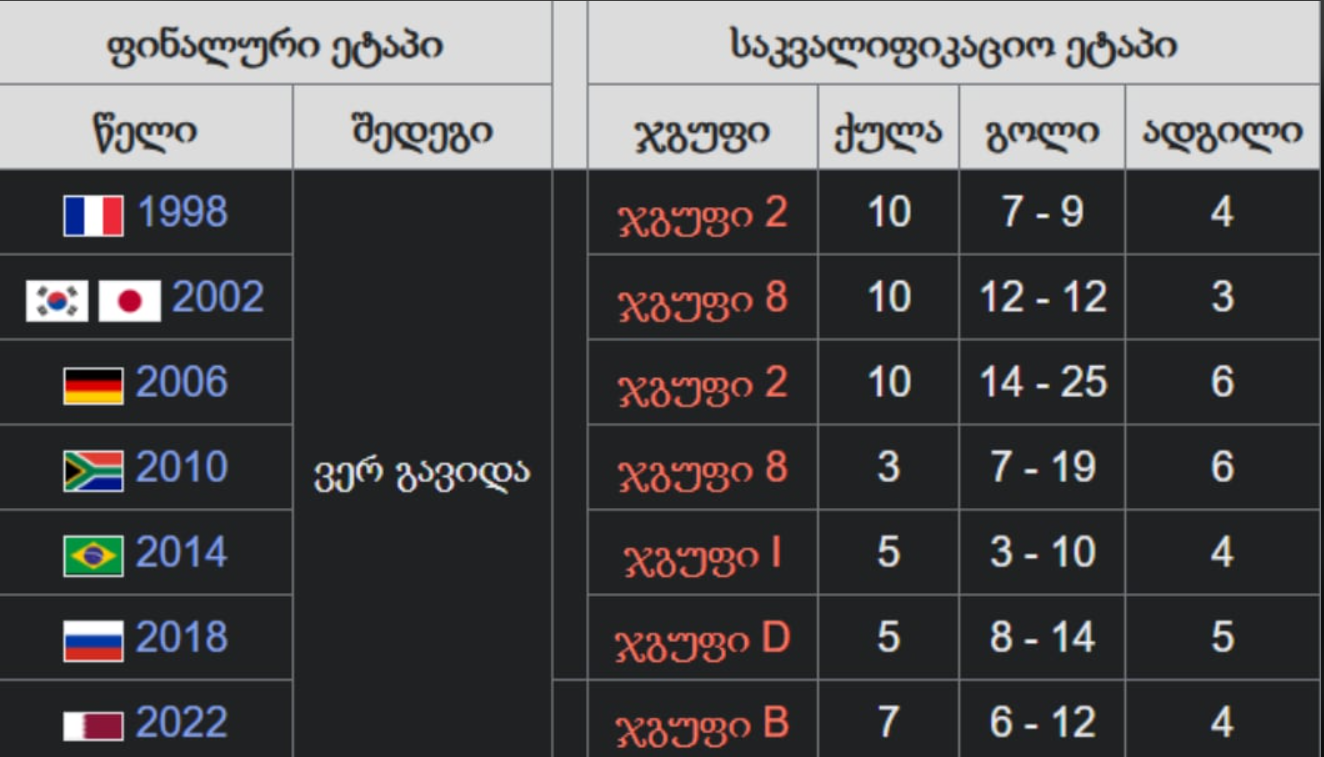 ფინალური ეტაპი საკვალიფიკაციო ეტაპი
წელი შედეგი ჯგუფი ქულა გოლი ადგილი
1998 ჯგუფი 2 10 7 - 9 4
2002 ჯგუფი 8 10 12 - 12 3
2006 ჯგუფი 2 10 14 - 25 6
2010 ვერ გავიდა ჯგუფი 8 3 7 - 19 6
2014 ჯგუფი I 5 3 - 10 4
2018 ჯგუფი D 5 8 - 14 5
2022 ჯგუფი B 7 6 - 12 4